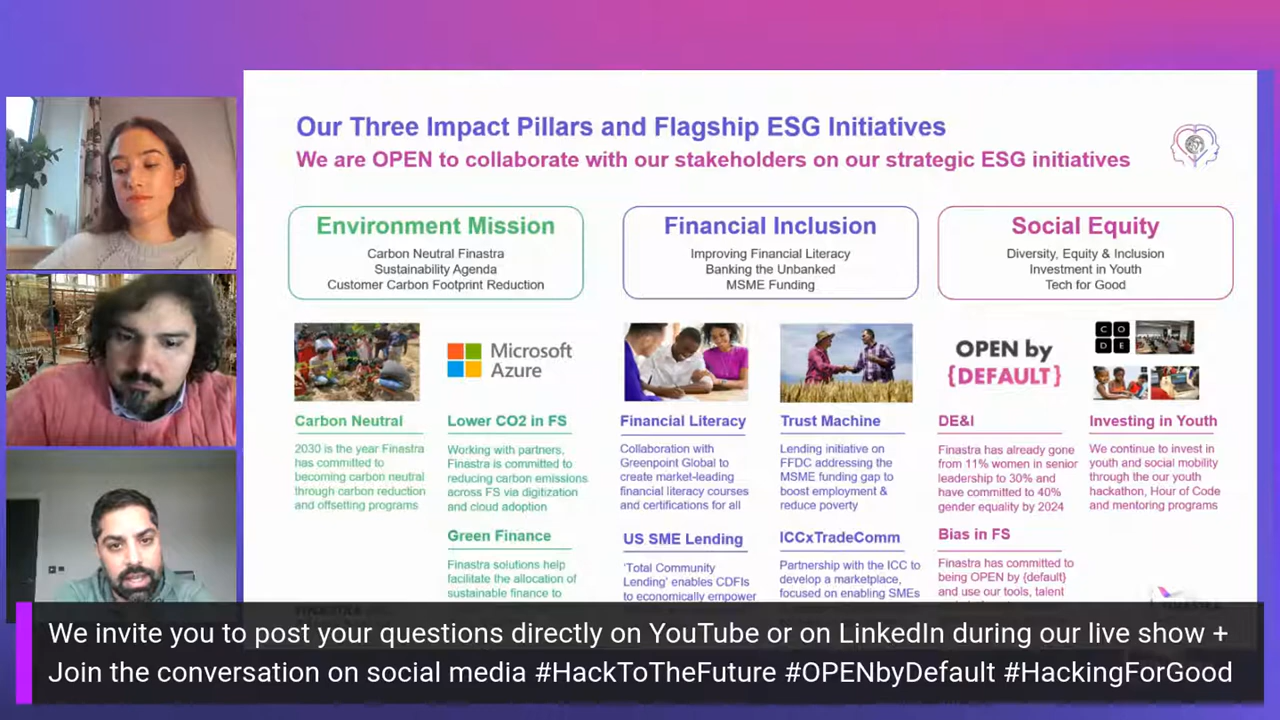 Our Three Impact Pillars and Flagship ESG Initiatives
We are OPEN to collaborate with our stakeholders on our strategic ESG initiatives
Environment Mission
Carbon Neutral Finastra
Sustainability Agenda
Customer Carbon Footprint Reduction
Financial Inclusion
Improving Financial Literacy
Banking the Unbanked
MSME Funding
Social Equity
Diversity, Equity & Inclusion
Investment in Youth
Tech for Good
Microsoft
Azure
OPEN by
{DEFAULT}
CO
DE
Carbon Neutral
2030 is the year Finastra
has committed to
becoming carbon neutral
through carbon reduction
and offsetting programs
Lower CO2 in FS
Working with partners,
Finastra is committed to
reducing carbon emissions
across FS via digitization
and cloud adoption
Green Finance
Finastra solutions help
facilitate the allocation of
sustainable finance to
Financial Literacy
Collaboration with
Greenpoint Global to
create market-leading
financial literacy courses
and certifications for all
US SME Lending
'Total Community
Lending' enables CDFIs
to economically empower
Trust Machine
Lending initiative on
FFDC addressing the
MSME funding gap to
boost employment &
reduce poverty
ICCxTradeComm
Partnership with the ICC to
develop a marketplace,
focused on enabling SMEs
DE&I
Finastra has already gone
from 11% women in senior
leadership to 30% and
have committed to 40%
gender equality by 2024
Bias in FS
Finastra has committed to
being OPEN by {default}
and use our tools, talent
Investing in Youth
We continue to invest in
youth and social mobility
through the our youth
hackathon, Hour of Code
and mentoring programs
We invite you to post your questions directly on YouTube or on LinkedIn during our live show +
Join the conversation on social media #HackToTheFuture #OPENbyDefault #HackingForGood